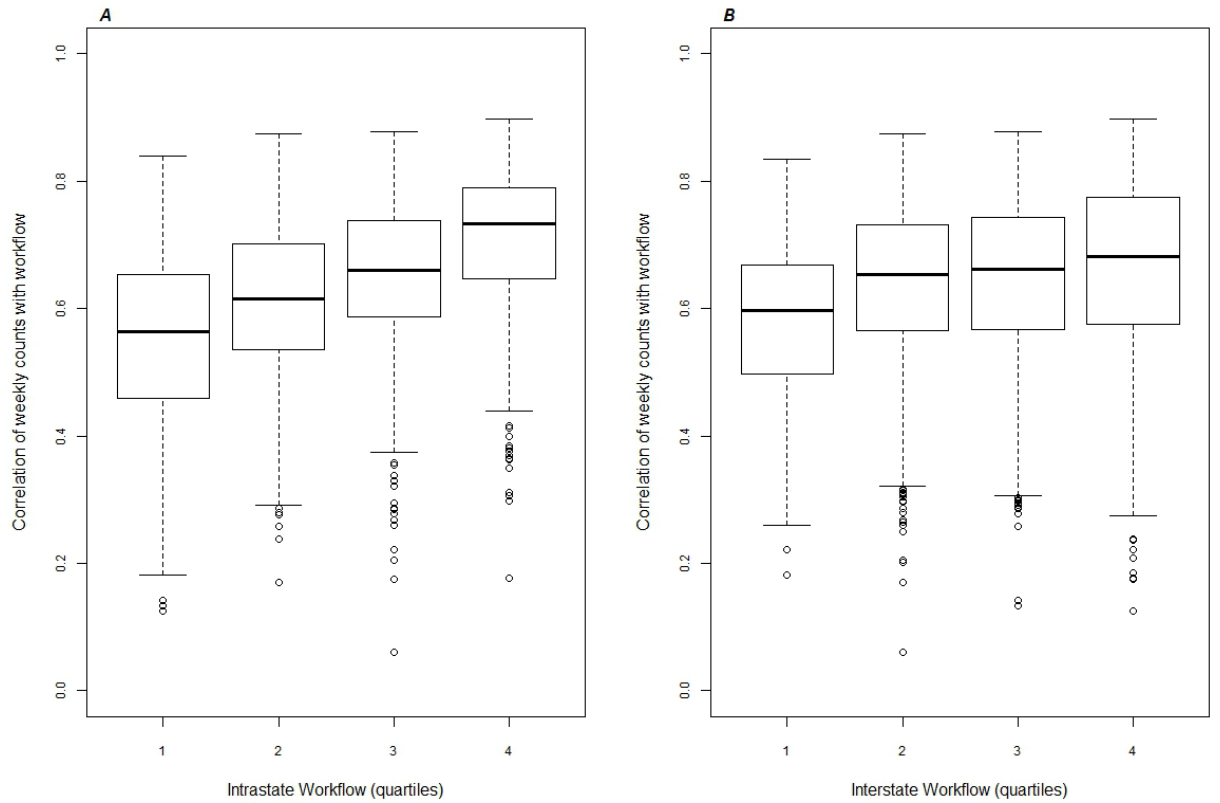 A
Correlation of weekly counts with workflow
1.0
0.8
0.6
0.4
0.2
0.0
1 2 3 4
Intrastate Workflow (quartiles)
B
Correlation of weekly counts with workflow
1.0
0.8
0.6
0.4
0.2
0.0
1 2 3 4
Interstate Workflow (quartiles)